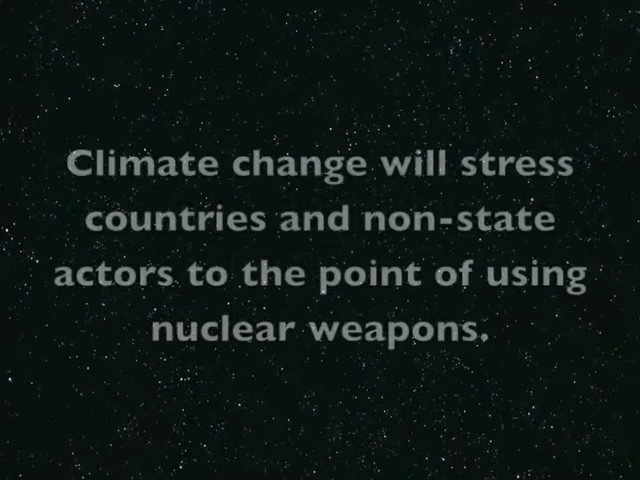 Climate change will stress
countries and non-state
actors to the point of using
nuclear weapons.